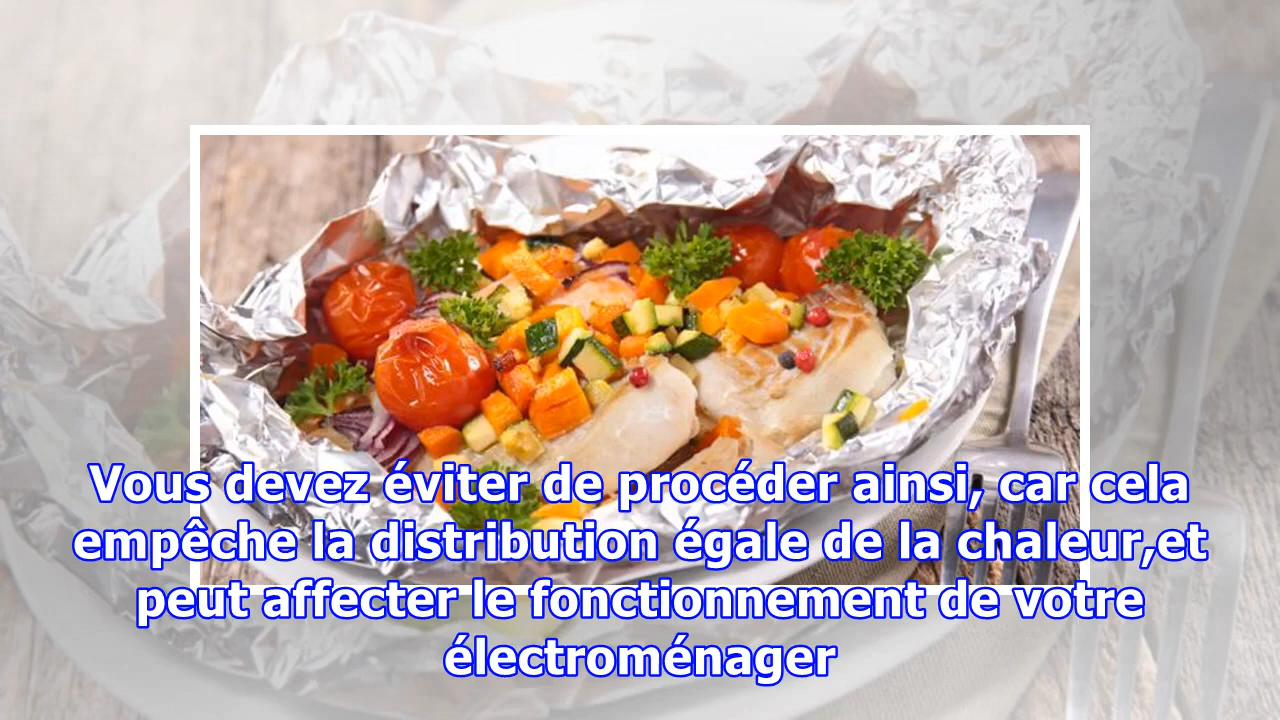 Vous devez éviter de procéder ainsi, car cela
empêche la distribution égale de la chaleur,et
peut affecter le fonctionnement de votre
électroménager